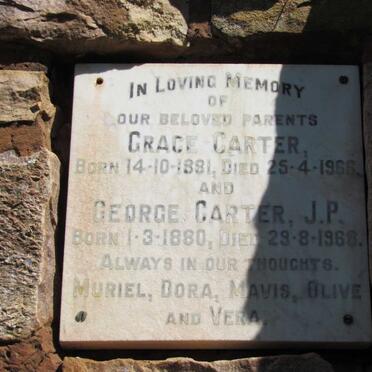 IN LOVING MEMORY
OF
OUR BELOVED PARENTS
GRACE CARTER,
BORN 14-10-1881, DIED 25-4-1966,
AND
GEORGE CARTER, J.P.
BORN 1-3-1880, DIED 29-8-1968.
ALWAYS IN OUR THOUGHTS.
MURIEL, DORA, MAVIS, OLIVE
AND VERA.